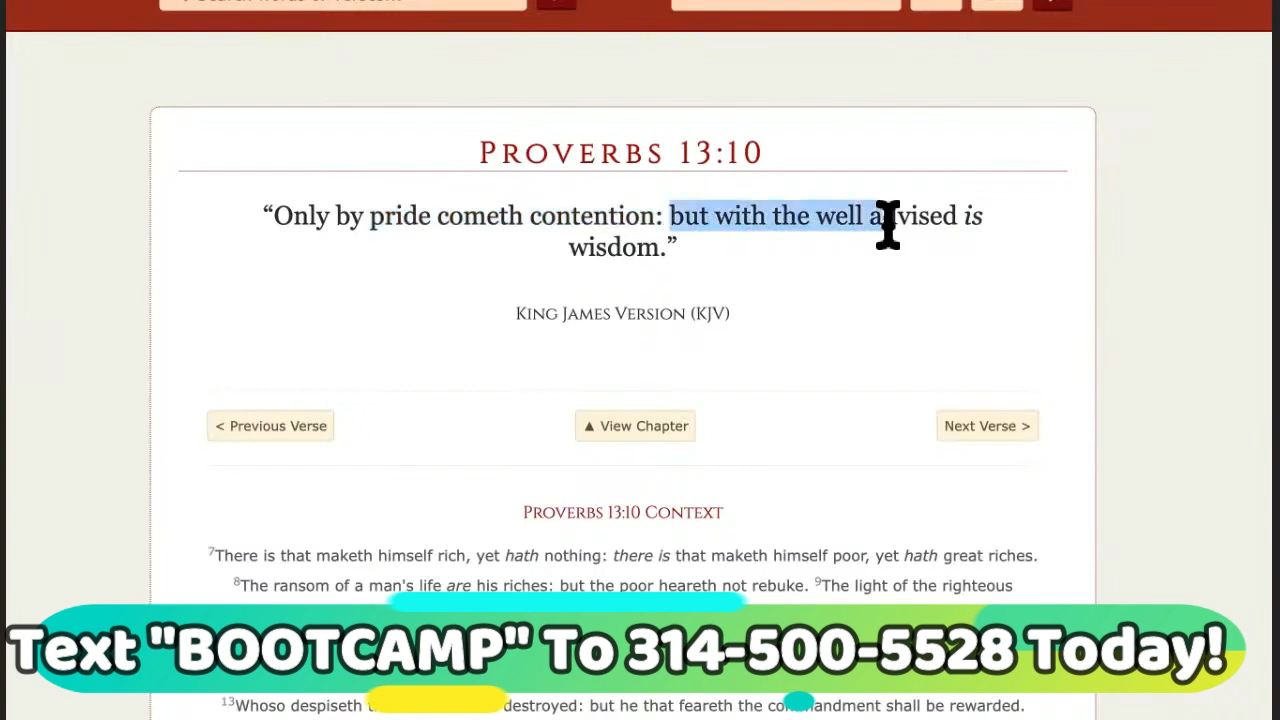 PROVERBS 13:10
“Only by pride cometh contention: but with the well advised is
wisdom.”
KING JAMES VERSION (KJV)
< Previous Verse
▲ View Chapter
Next Verse >
PROVERBS 13:10 CONTEXT
7There is that maketh himself rich, yet hath nothing: there is that maketh himself poor, yet hath great riches.
8The ransom of a man's life are his riches: but the poor heareth not rebuke. 9The light of the righteous
Text "BOOTCAMP" To 314-500-5528 Today!
13Whoso despiseth destroyed: but he that feareth the commandment shall be rewarded.